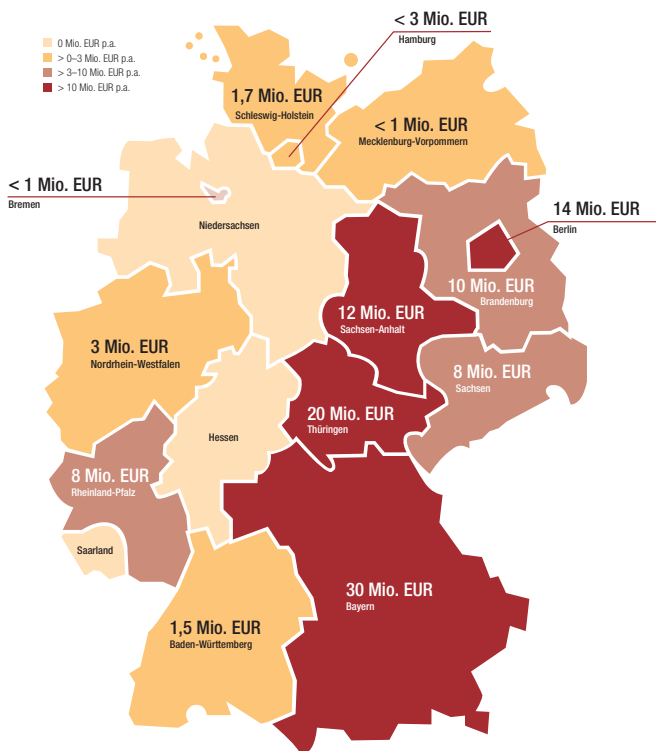 0 Mio. EUR p.a.
> 0–3 Mio. EUR p.a.
> 3–10 Mio. EUR p.a.
> 10 Mio. EUR p.a.
< 3 Mio. EUR
Hamburg
1,7 Mio. EUR
Schleswig-Holstein
< 1 Mio. EUR
Mecklenburg-Vorpommern
< 1 Mio. EUR
Bremen
Niedersachsen
14 Mio. EUR
Berlin
10 Mio. EUR
Brandenburg
12 Mio. EUR
Sachsen-Anhalt
3 Mio. EUR
Nordrhein-Westfalen
8 Mio. EUR
Sachsen
20 Mio. EUR
Thüringen
Hessen
8 Mio. EUR
Rheinland-Pfalz
Saarland
30 Mio. EUR
Bayern
1,5 Mio. EUR
Baden-Württemberg